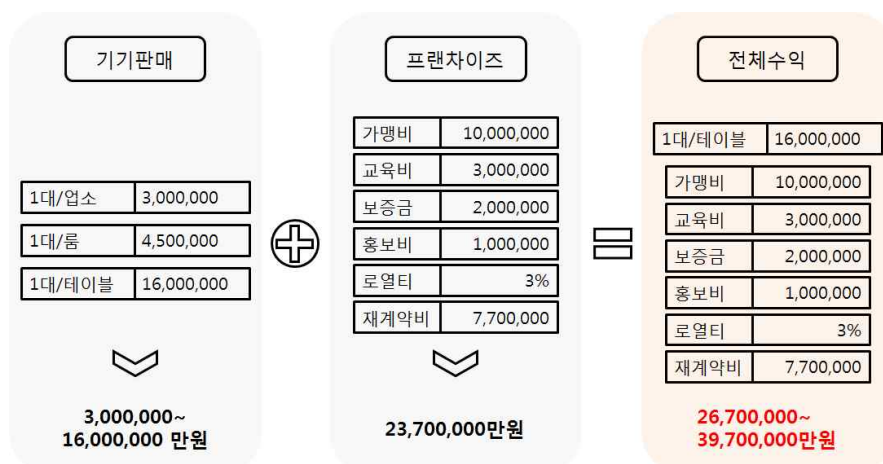 기기판매
1대/업소 3,000,000
1대/룸 4,500,000
1대/테이블 16,000,000
3,000,000~
16,000,000 만원
프랜차이즈
가맹비 10,000,000
교육비 3,000,000
보증금 2,000,000
홍보비 1,000,000
로열티 3%
재계약비 7,700,000
23,700,000만원
전체수익
1대/테이블 16,000,000
가맹비 10,000,000
교육비 3,000,000
보증금 2,000,000
홍보비 1,000,000
로열티 3%
재계약비 7,700,000
26,700,000~
39,700,000만원